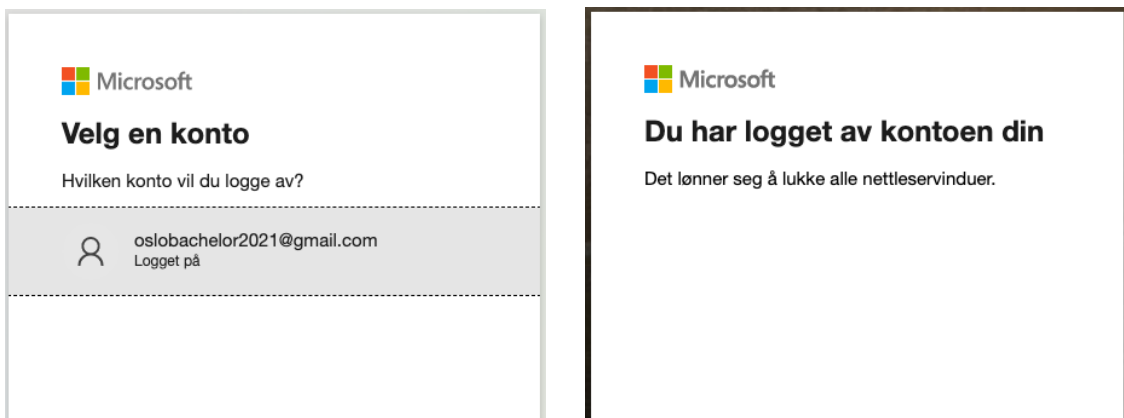 Microsoft
Velg en konto
Hvilken konto vil du logge av?
oslobachelor2021@gmail.com
Logget på
Microsoft
Du har logget av kontoen din
Det lønner seg å lukke alle nettleservinduer.